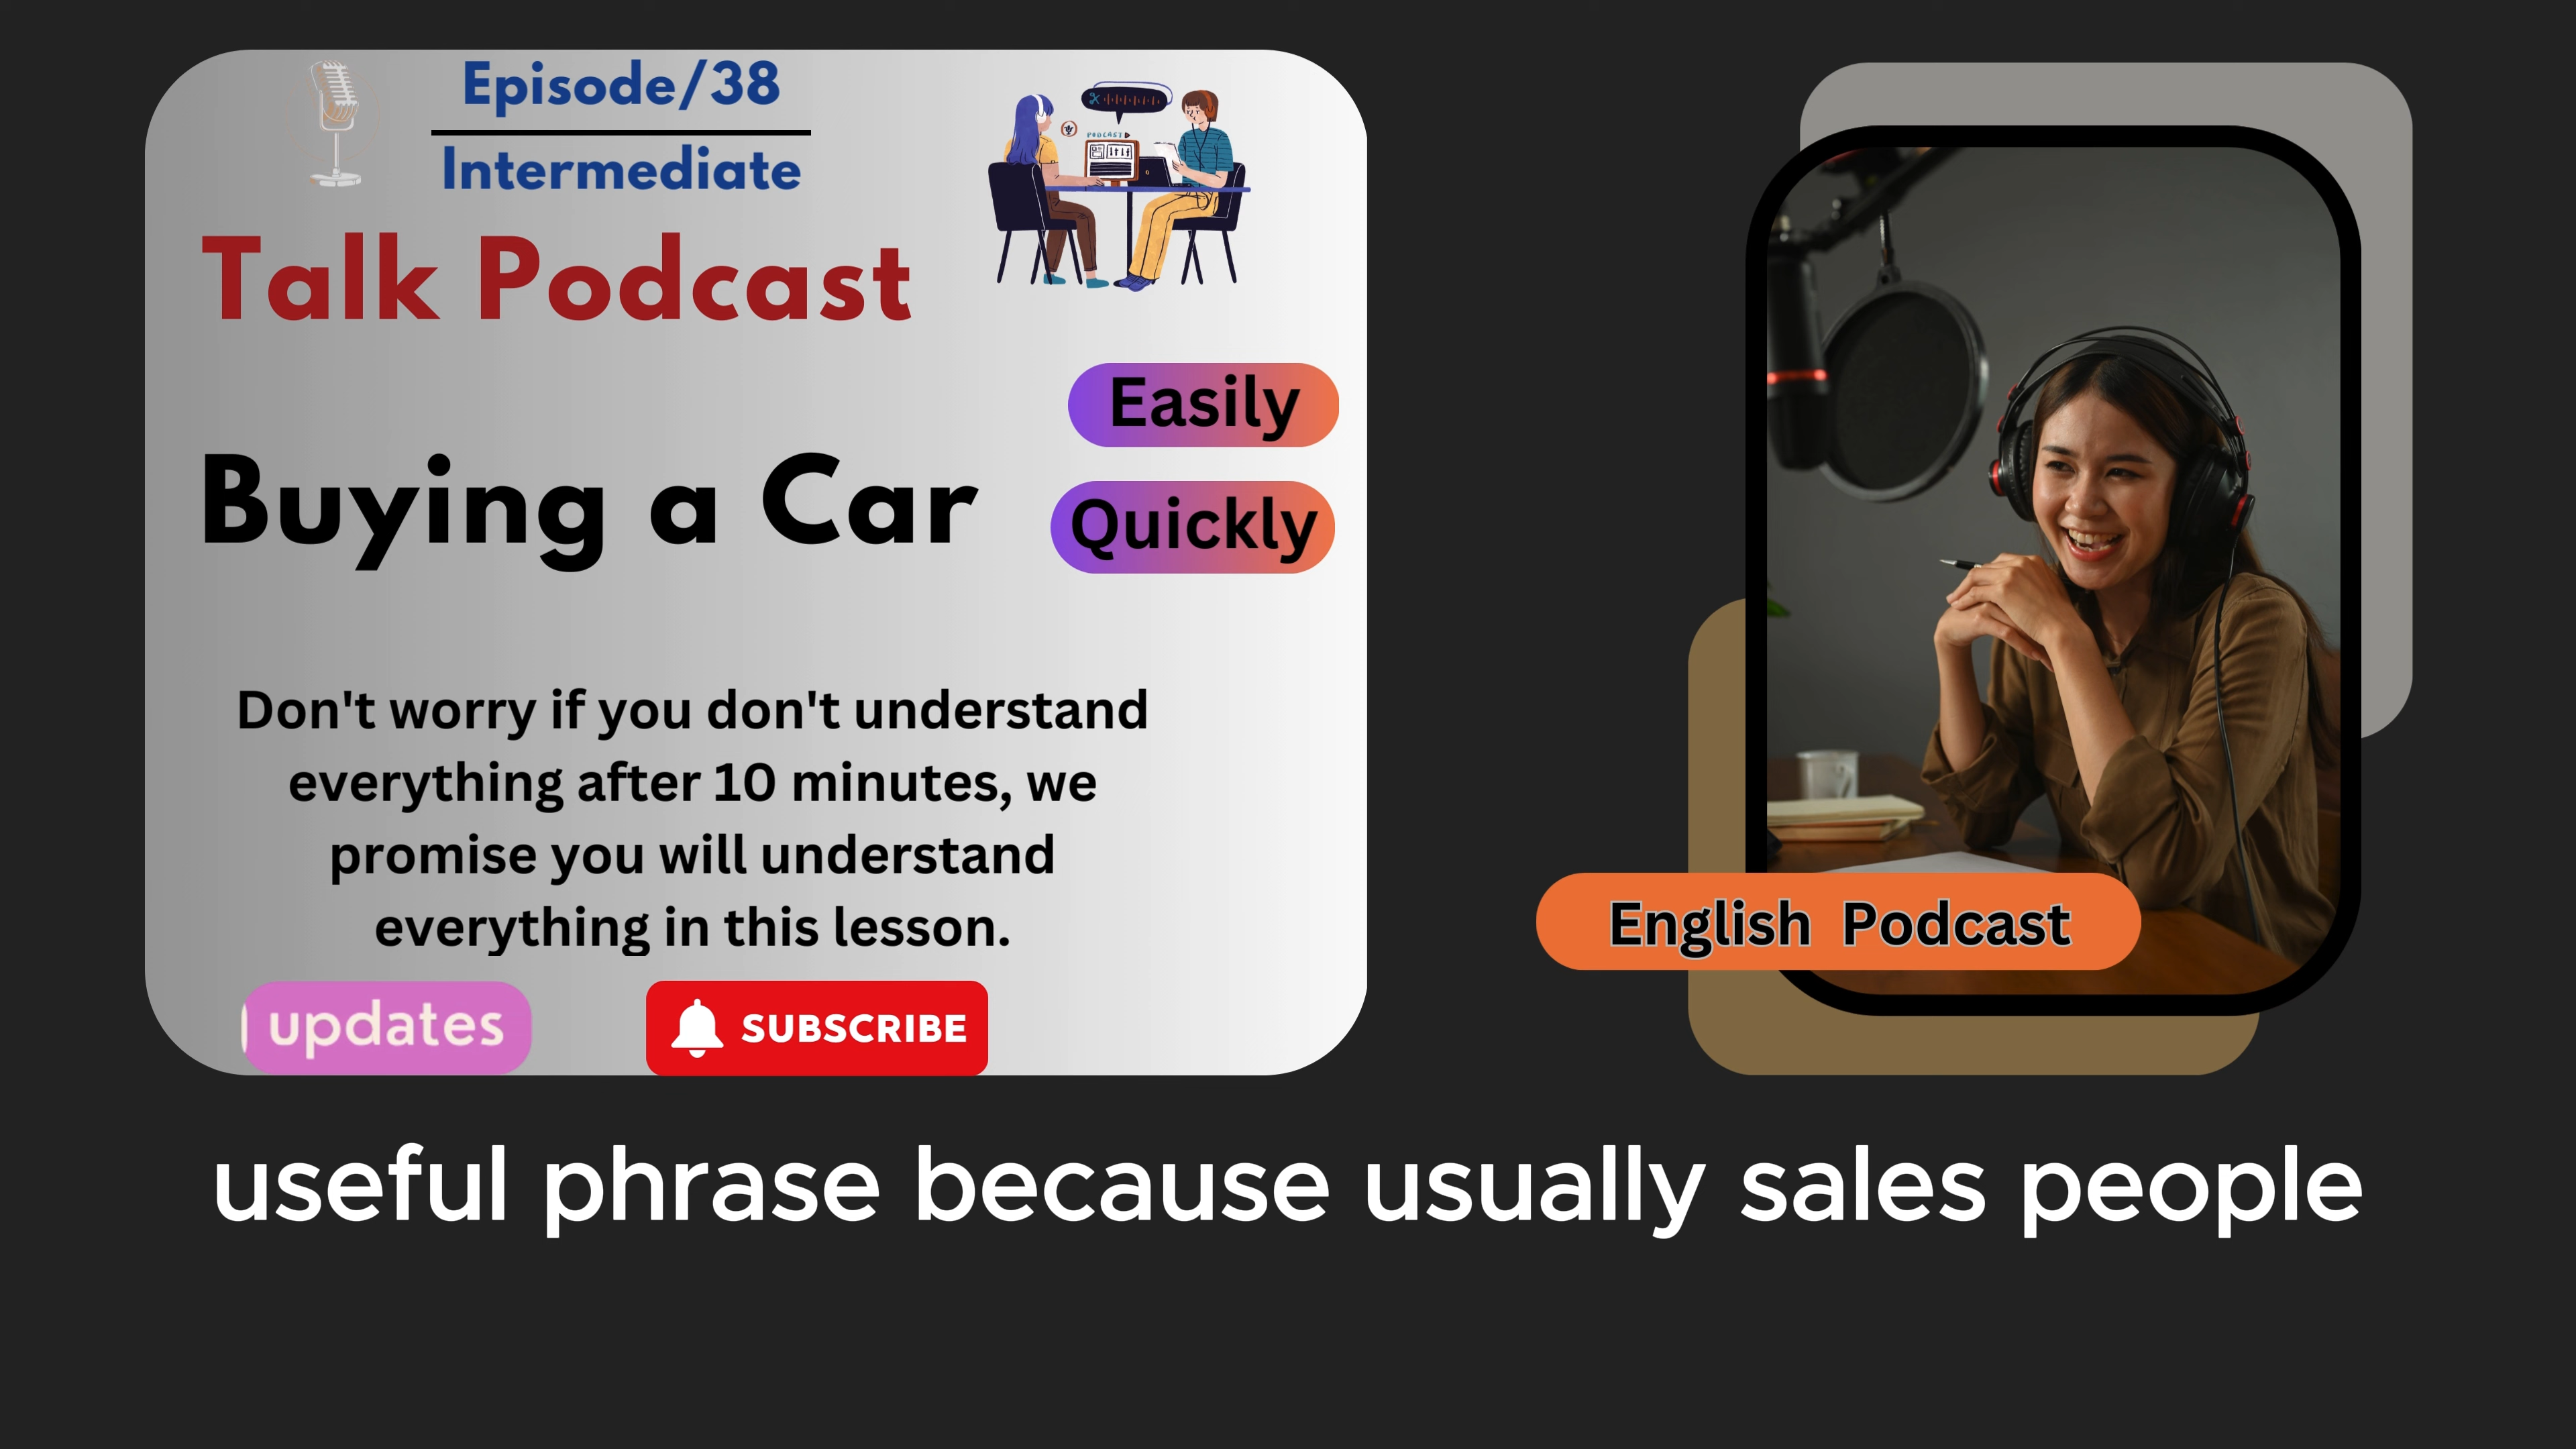 Episode/38
Intermediate
Talk Podcast
PODCAST
Easily
Buying a Car
Quickly
Don't worry if you don't understand
everything after 10 minutes, we
promise you will understand
everything in this lesson.
updates
SUBSCRIBE
English Podcast
useful phrase because usually sales people